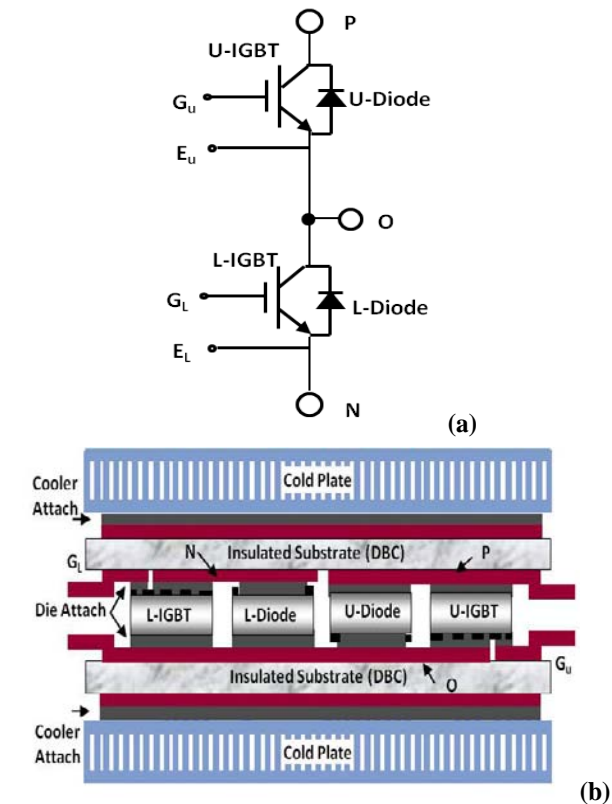 P
U-IGBT
Gu
U-Diode
Eu
O
L-IGBT
GL
L-Diode
EL
N
(a)
Cooler
Attach
Cold Plate
GL
N
Insulated Substrate (DBC)
P
Die Attach
L-IGBT
L-Diode
U-Diode
U-IGBT
Insulated Substrate (DBC)
O
Gu
Cooler
Attach
Cold Plate
(b)